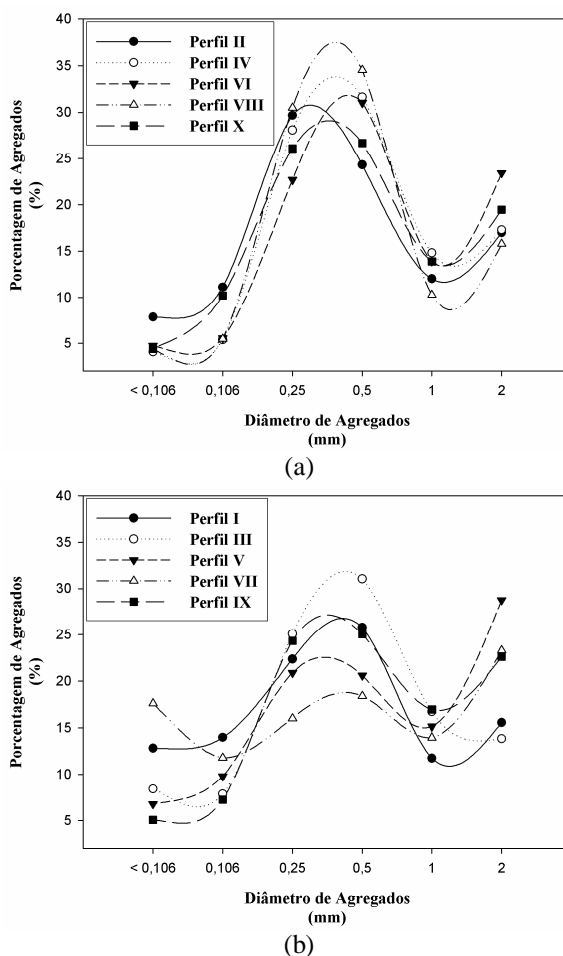 40
35
30
25
20
15
10
5
Porcentagem de Agregados
(%)
Perfil II
Perfil IV
Perfil VI
Perfil VIII
Perfil X
< 0,106 0,106 0,25 0,5 1 2
Diâmetro de Agregados
(mm)
(a)
40
35
30
25
20
15
10
5
Porcentagem de Agregados
(%)
Perfil I
Perfil III
Perfil V
Perfil VII
Perfil IX
< 0,106 0,106 0,25 0,5 1 2
Diâmetro de Agregados
(mm)
(b)